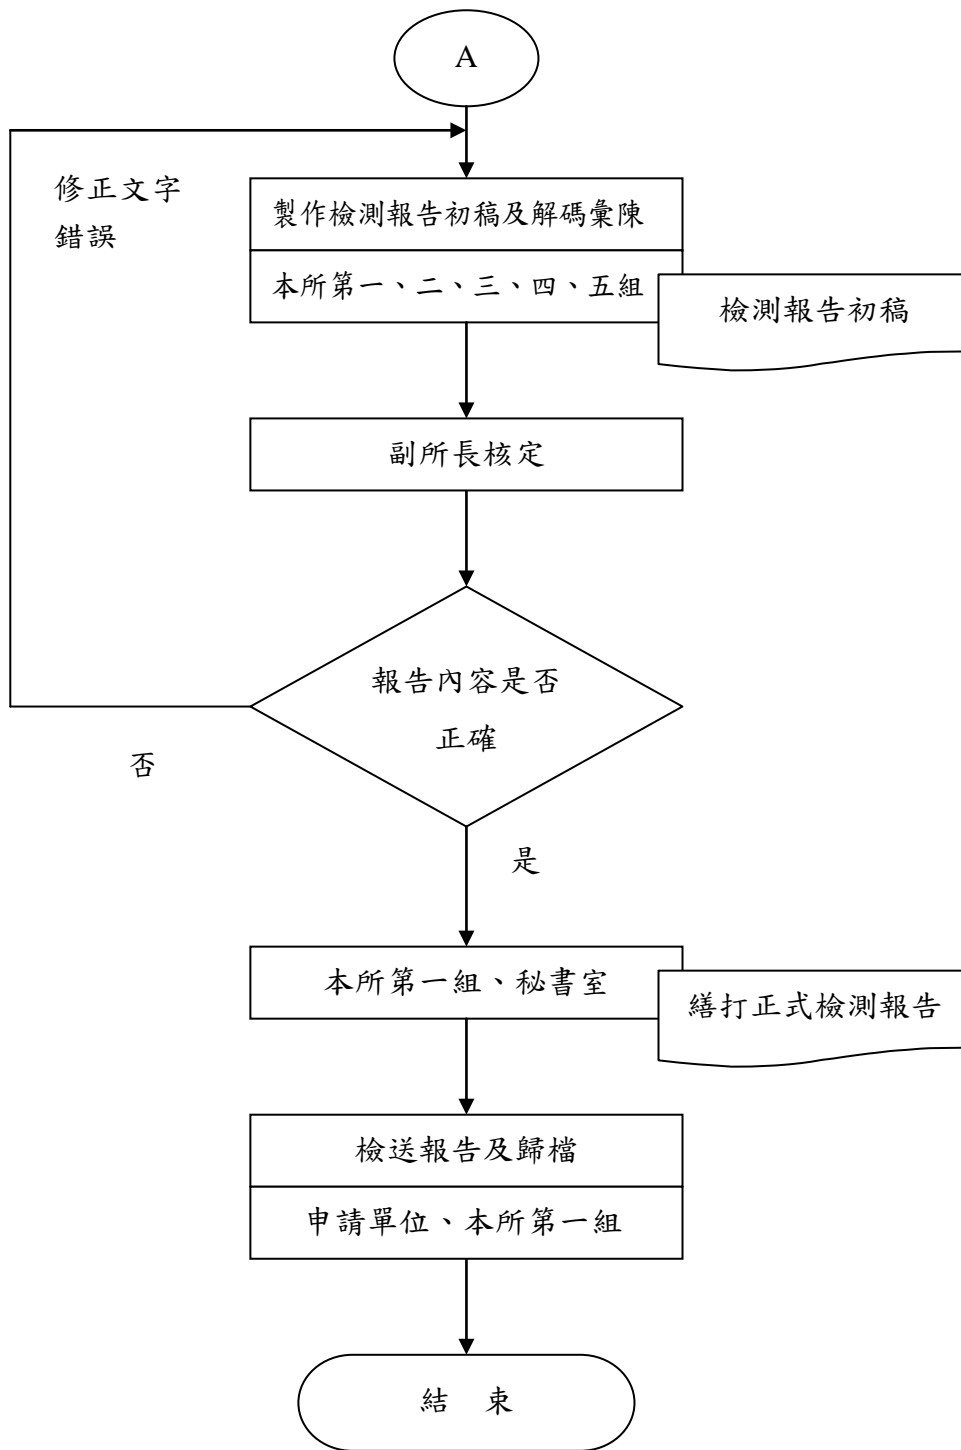 A
修正文字
錯誤
製作檢測報告初稿及解碼彙陳
本所第一、二、三、四、五組
檢測報告初稿
副所長核定
報告內容是否
正確
否
是
本所第一組、秘書室
繕打正式檢測報告
檢送報告及歸檔
申請單位、本所第一組
結 束